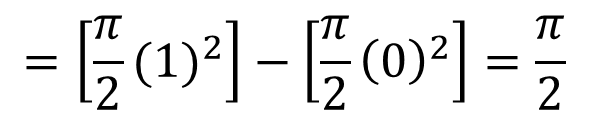 = [π/2 (1)²] − [π/2 (0)²] = π/2